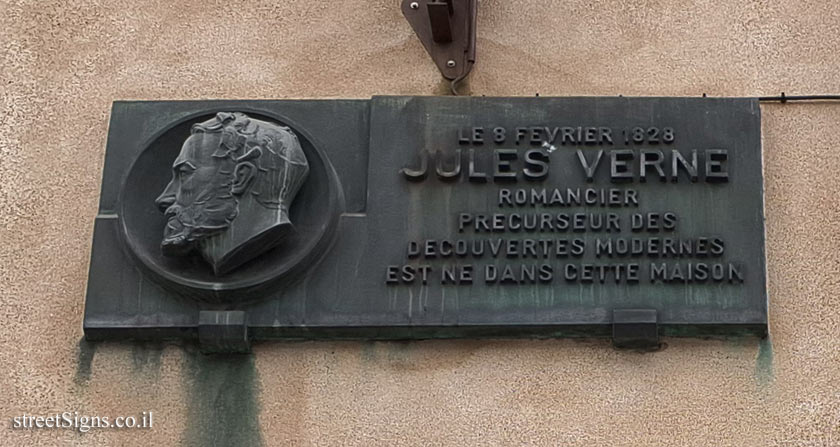 LE 8 FEVRIER 1828
JULES VERNE
ROMANCIER
PRECURSEUR DES
DECOUVERTES MODERNES
EST NE DANS CETTE MAISON
streetSigns.co.il